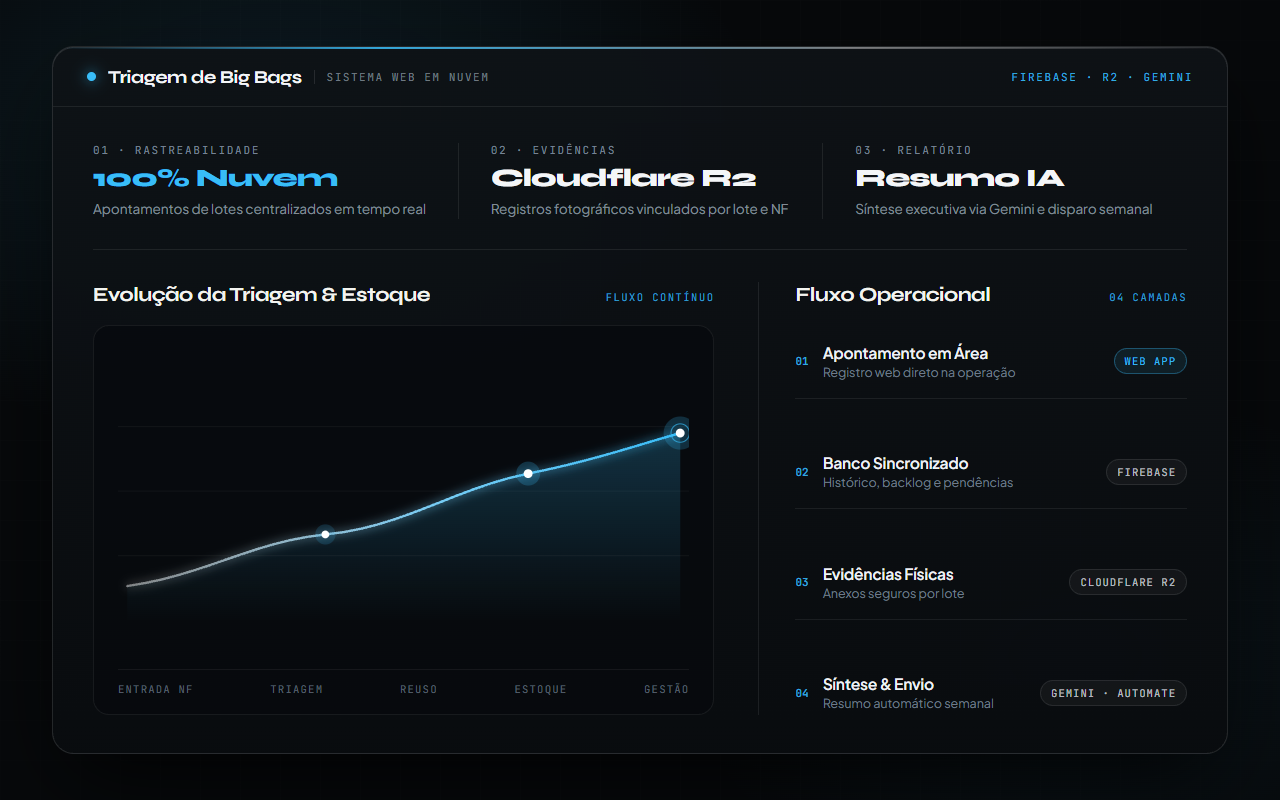 Triagem de Big Bags
SISTEMA WEB EM NUVEM
FIREBASE · R2 · GEMINI
01 · RASTREABILIDADE
100% Nuvem
Apontamentos de lotes centralizados em tempo real
02 · EVIDÊNCIAS
Cloudflare R2
Registros fotográficos vinculados por lote e NF
03 · RELATÓRIO
Resumo IA
Síntese executiva via Gemini e disparo semanal
Evolução da Triagem & Estoque
FLUXO CONTÍNUO
ENTRADA NF
TRIAGEM
REUSO
ESTOQUE
GESTÃO
Fluxo Operacional
04 CAMADAS
01
Apontamento em Área
Registro web direto na operação
WEB APP
02
Banco Sincronizado
Histórico, backlog e pendências
FIREBASE
03
Evidências Físicas
Anexos seguros por lote
CLOUDFLARE R2
04
Síntese & Envio
Resumo automático semanal
GEMINI · AUTOMATE